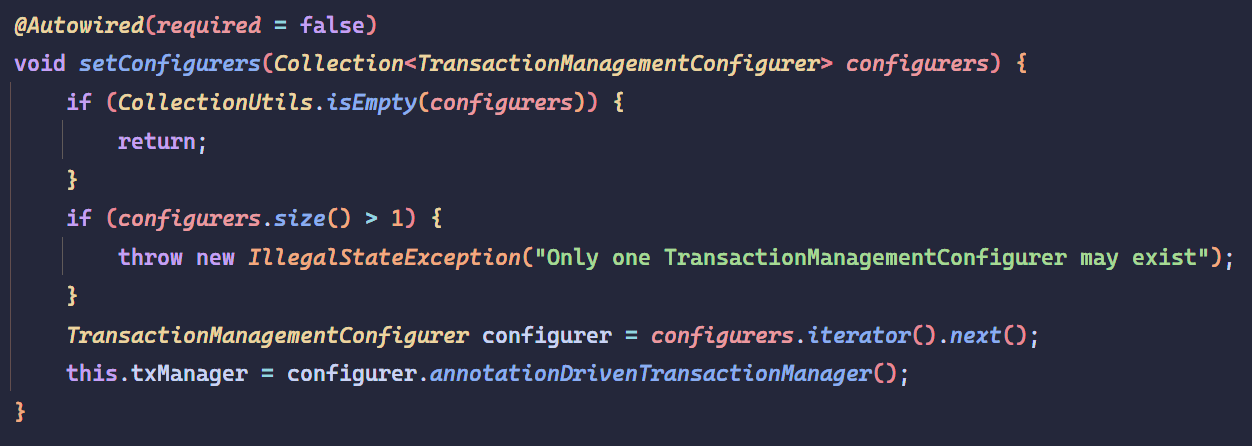 @Autowired(required = false)
void setConfigurers(Collection<TransactionManagementConfigurer> configurers) {
    if (CollectionUtils.isEmpty(configurers)) {
        return;
    }
    if (configurers.size() > 1) {
        throw new IllegalStateException("Only one TransactionManagementConfigurer may exist");
    }
    TransactionManagementConfigurer configurer = configurers.iterator().next();
    this.txManager = configurer.annotationDrivenTransactionManager();
}